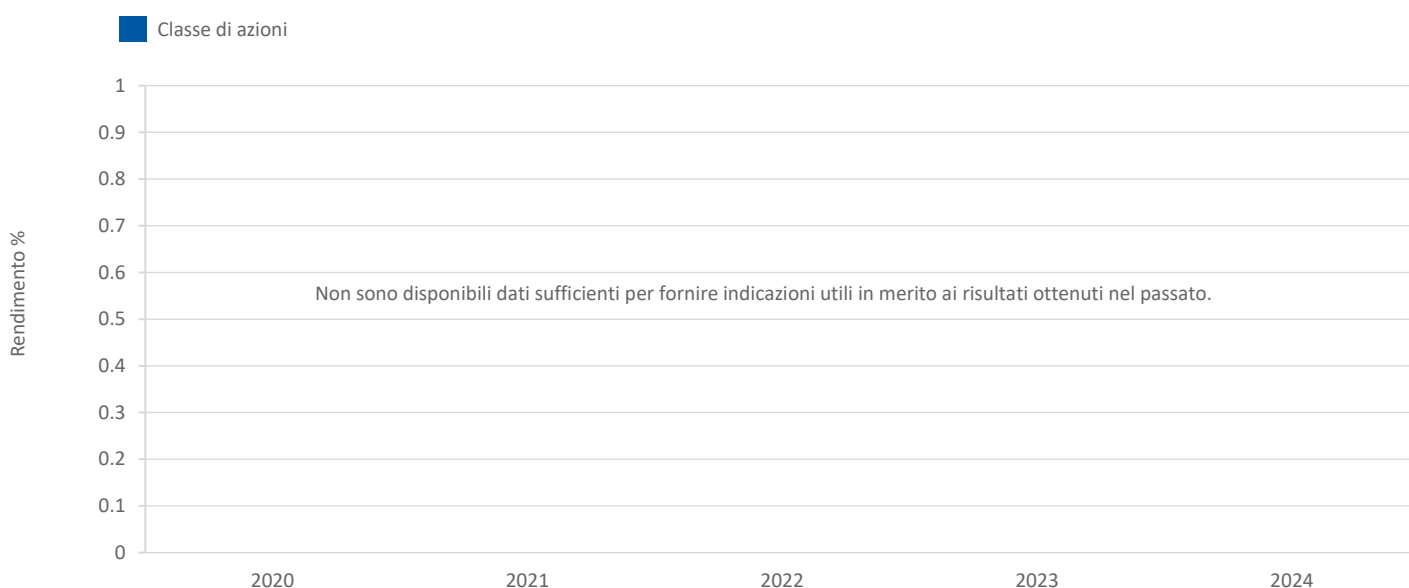 Classe di azioni
1
0.9
0.8
0.7
0.6
Non sono disponibili dati sufficienti per fornire indicazioni utili in merito ai risultati ottenuti nel passato.
0.5
0.4
0.3
0.2
0.1
0
Rendimento %
2020 2021 2022 2023 2024